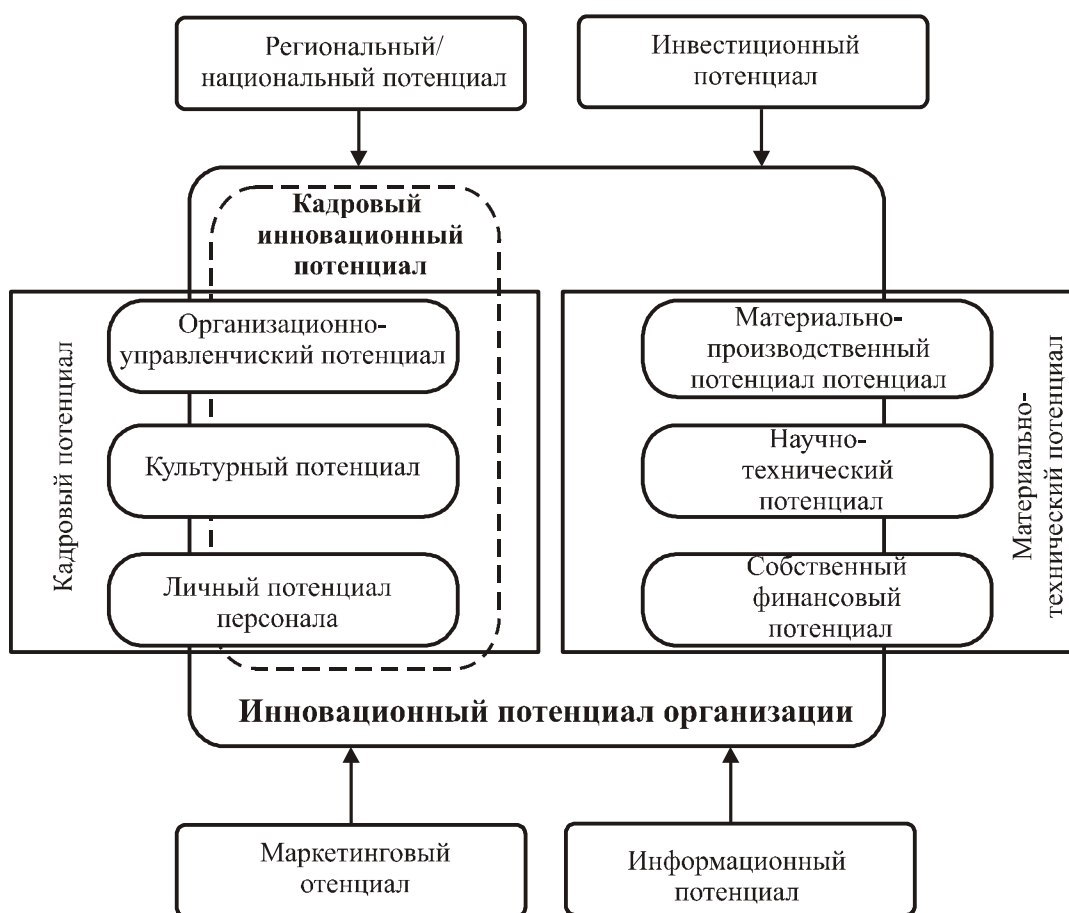 Региональный/
национальный потенциал
Инвестиционный
потенциал
Кадровый
инновационный
потенциал
Кадровый потенциал
Организационно-
управленчиский потенциал
Культурный потенциал
Личный потенциал
персонала
Материально-
производственный
потенциал потенциал
Научно-
технический
потенциал
Собственный
финансовый
потенциал
Материально-
технический потенциал
Инновационный потенциал организации
Маркетинговый
отенциал
Информационный
потенциал